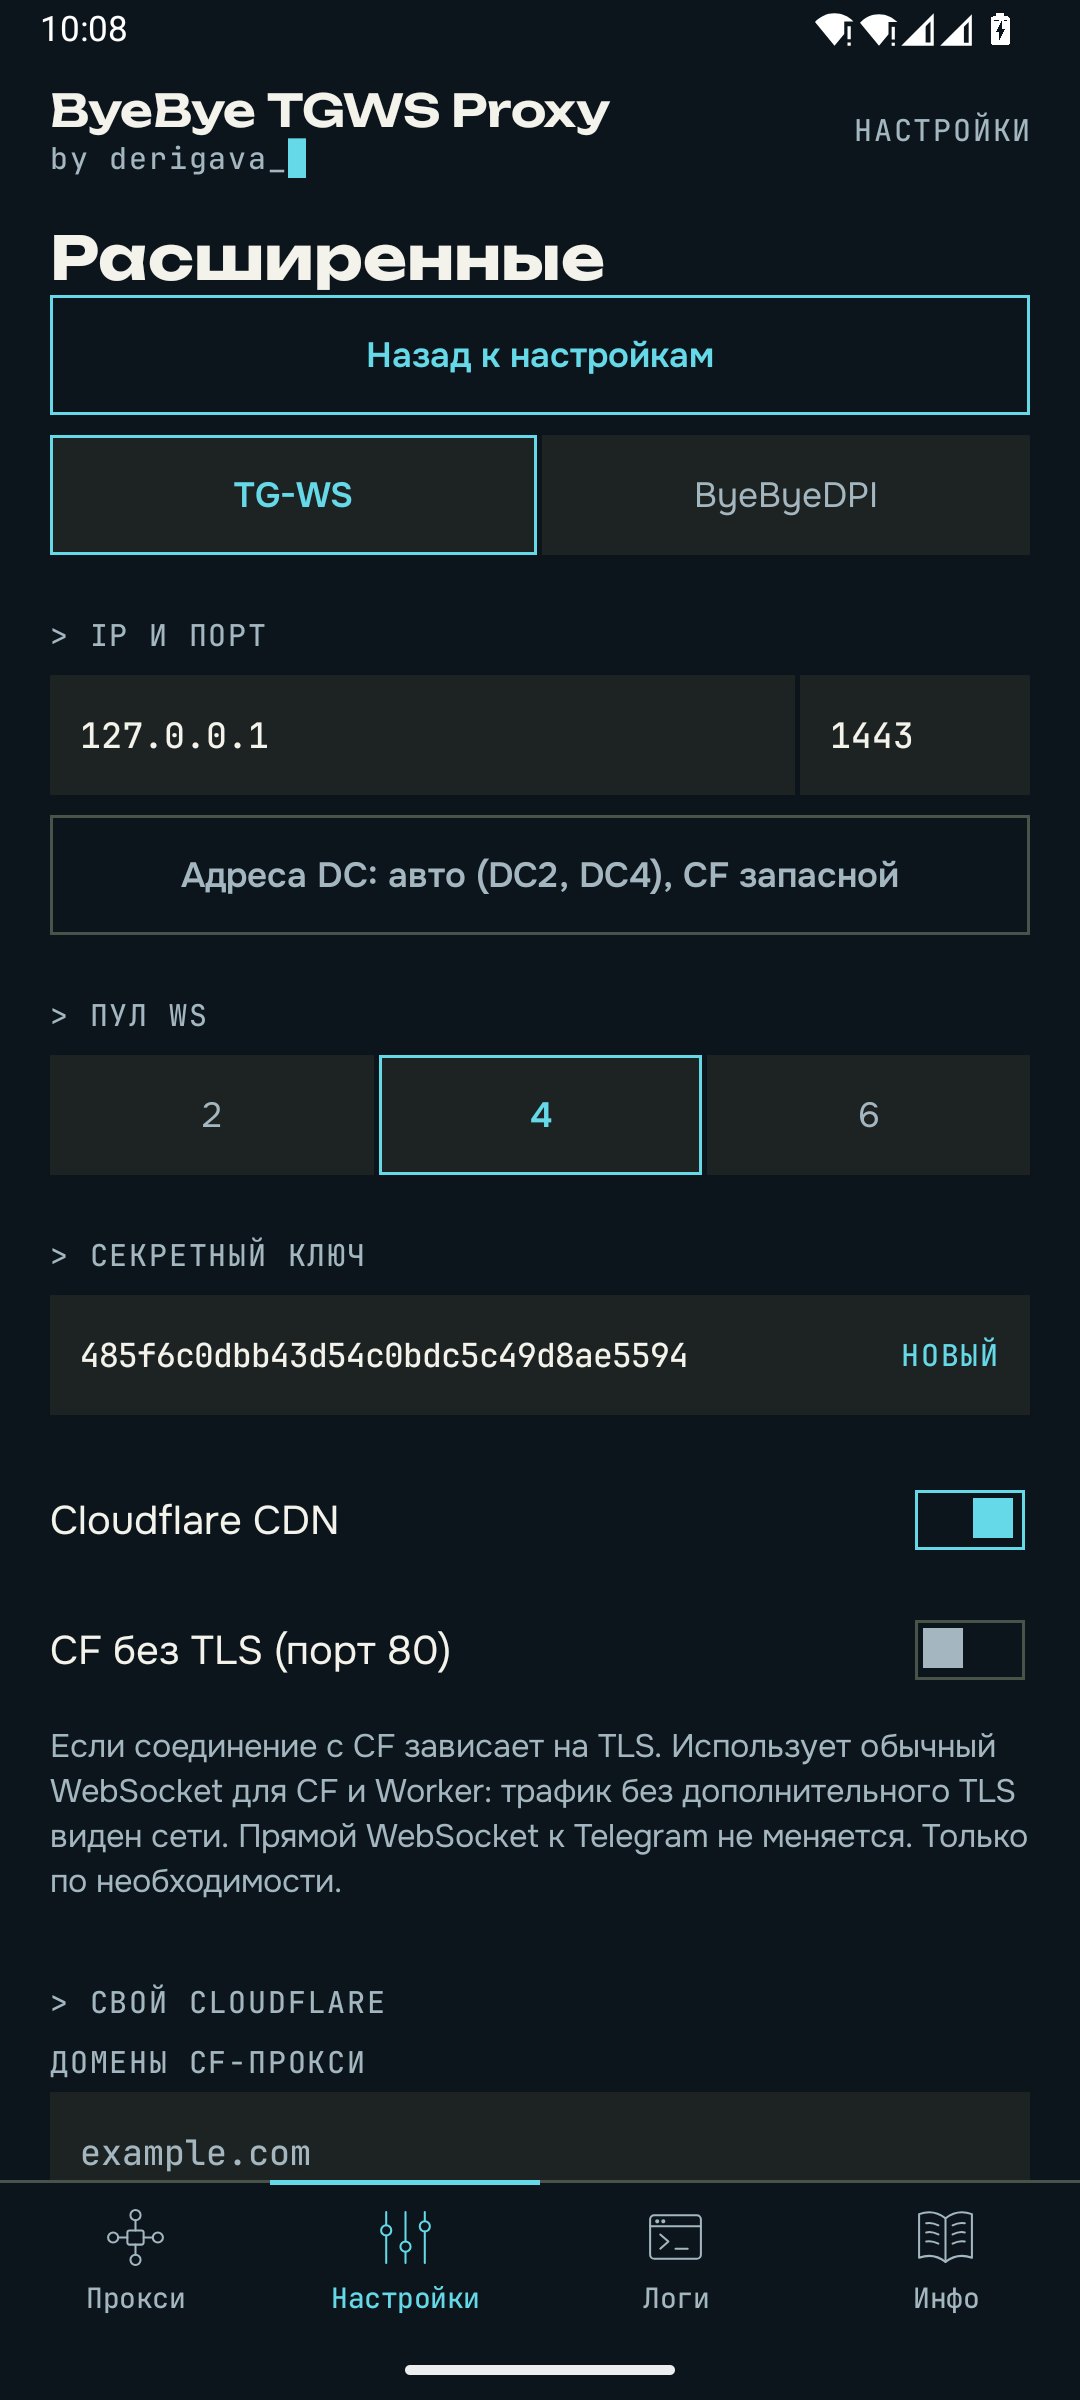 10:08
ByeBye TGWS Proxy
by derigava_
НАСТРОЙКИ
Расширенные
Назад к настройкам
TG-WS
ByeByeDPI
> IP И ПОРТ
127.0.0.1
1443
Адреса DC: авто (DC2, DC4), CF запасной
> ПУЛ WS
2
4
6
> СЕКРЕТНЫЙ КЛЮЧ
485f6c0dbb43d54c0bdc5c49d8ae5594
НОВЫЙ
Cloudflare CDN
CF без TLS (порт 80)
Если соединение с CF зависает на TLS. Использует обычный
WebSocket для CF и Worker: трафик без дополнительного TLS
виден сети. Прямой WebSocket к Telegram не меняется. Только
по необходимости.
> СВОЙ CLOUDFLARE
ДОМЕНЫ CF-ПРОКСИ
example.com
Прокси
Настройки
Логи
Инфо